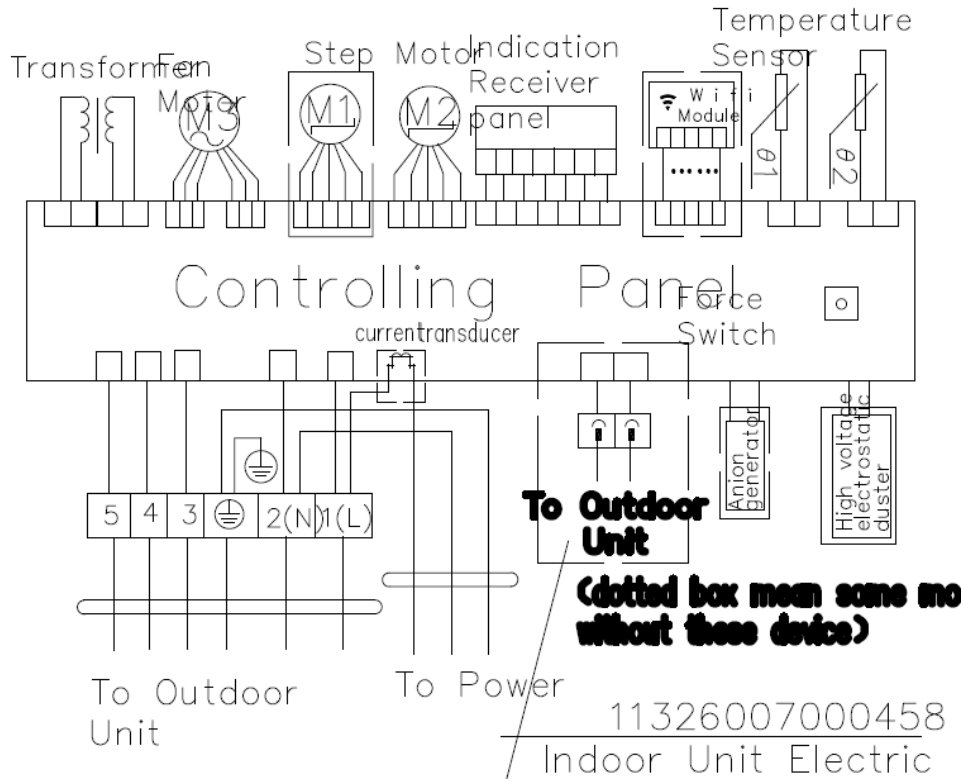 Temperature
Sensor
Step Motor
Indication
Receiver
panel
Transformer
Fan
Motor
M3
M1
M2
Wifi
Module
θ1
θ2
Controlling Panel
Force
Switch
currentransducer
5 4 3 2(N) 1(L)
Anion
generator
High voltage
electrostatic
duster
To Outdoor
Unit
(dotted box mean some mo
without these device)
To Outdoor
Unit
To Power
11326007000458
Indoor Unit Electric